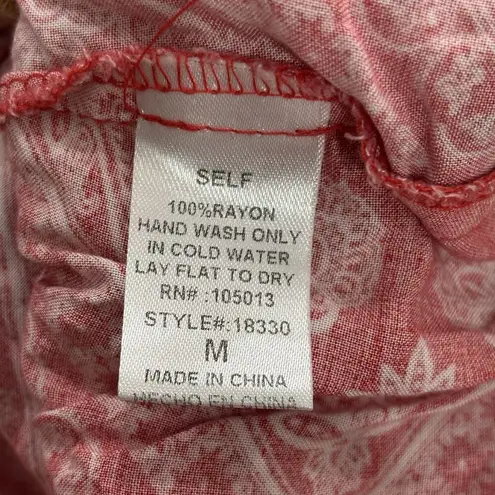 SELF
100%RAYON
HAND WASH ONLY
IN COLD WATER
LAY FLAT TO DRY
RN# :105013
STYLE#:18330
M
MADE IN CHINA
HECHO EN CHINA